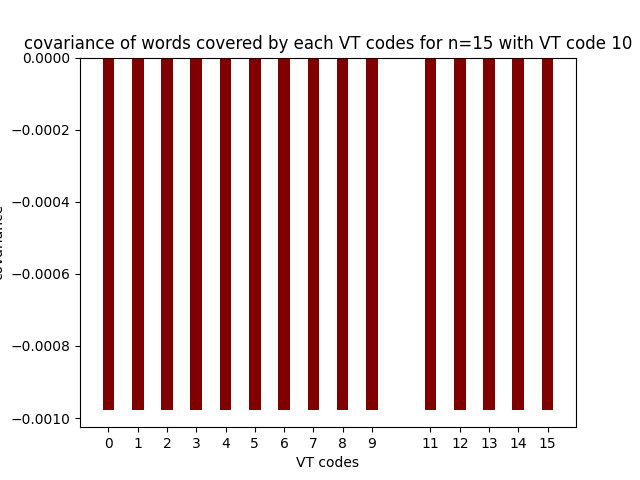 covariance of words covered by each VT codes for n=15 with VT code 10
0.0000
−0.0002
−0.0004
−0.0006
−0.0008
−0.0010
0 1 2 3 4 5 6 7 8 9 11 12 13 14 15
VT codes